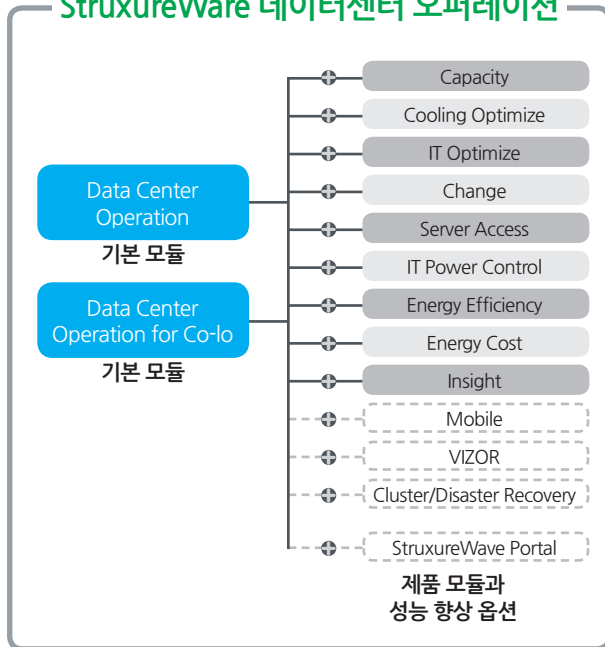 StruxureWare 데이터센터 오퍼레이션
Capacity
Cooling Optimize
IT Optimize
Change
Server Access
IT Power Control
Energy Efficiency
Energy Cost
Insight
Mobile
VIZOR
Cluster/Disaster Recovery
StruxureWave Portal
제품 모듈과
성능 향상 옵션
Data Center
Operation
기본 모듈
Data Center
Operation for Co-lo
기본 모듈